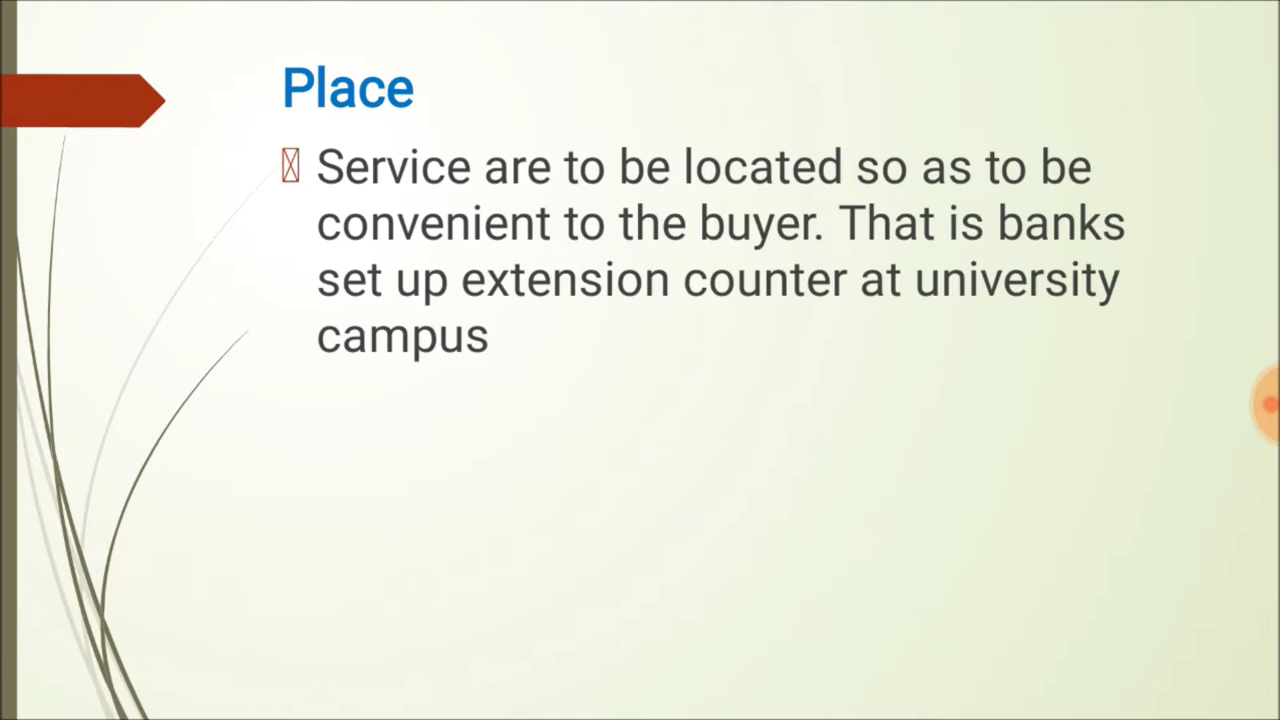 Place
Service are to be located so as to be
convenient to the buyer. That is banks
set up extension counter at university
campus